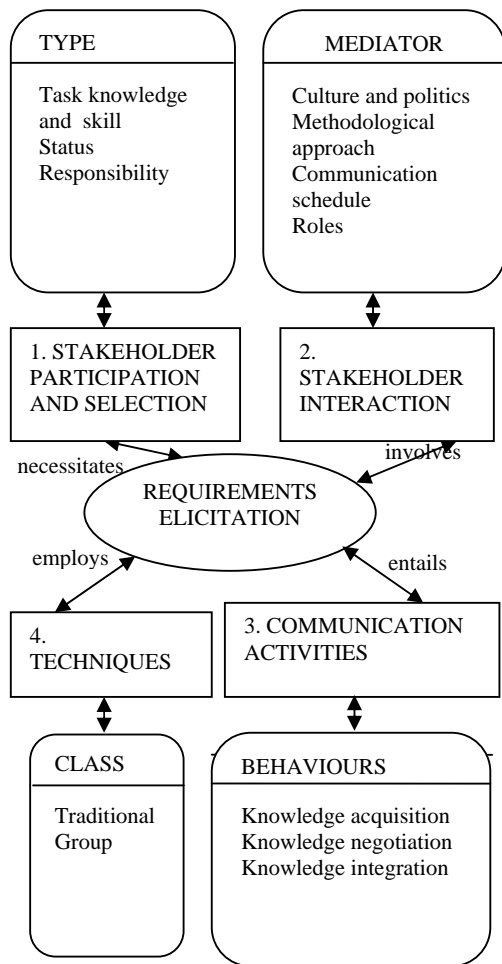 TYPE
Task knowledge
and skill
Status
Responsibility
MEDIATOR
Culture and politics
Methodological
approach
Communication
schedule
Roles
1. STAKEHOLDER
PARTICIPATION
AND SELECTION
2.
STAKEHOLDER
INTERACTION
necessitates
involves
REQUIREMENTS
ELICITATION
employs
entails
4.
TECHNIQUES
3. COMMUNICATION
ACTIVITIES
CLASS
Traditional
Group
BEHAVIOURS
Knowledge acquisition
Knowledge negotiation
Knowledge integration